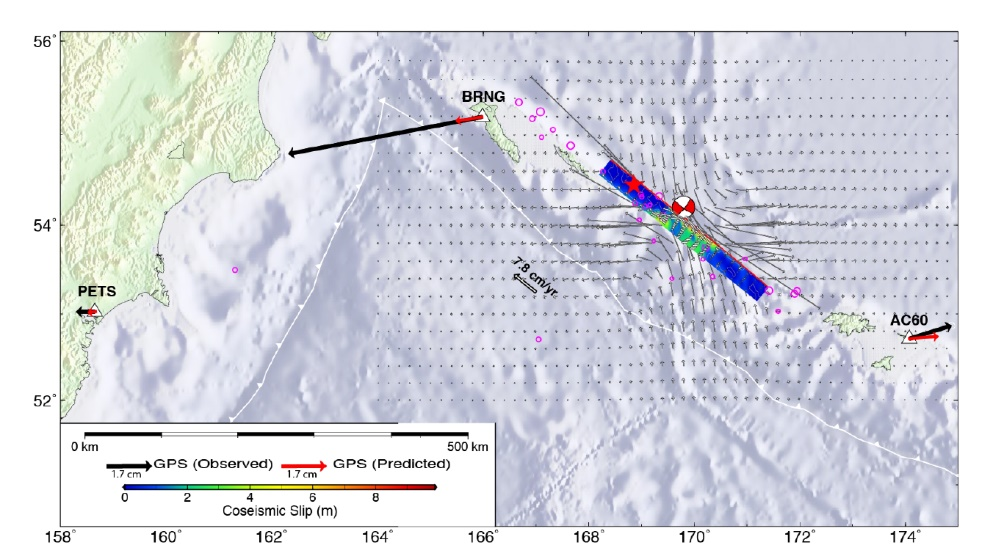 56°
BRNG
54°
7.8 cm/yr
PETS
AC60
52°
0 km 500 km
GPS (Observed) GPS (Predicted)
1.7 cm 1.7 cm
0 2 4 6 8
Coseismic Slip (m)
158° 160° 162° 164° 166° 168° 170° 172° 174°